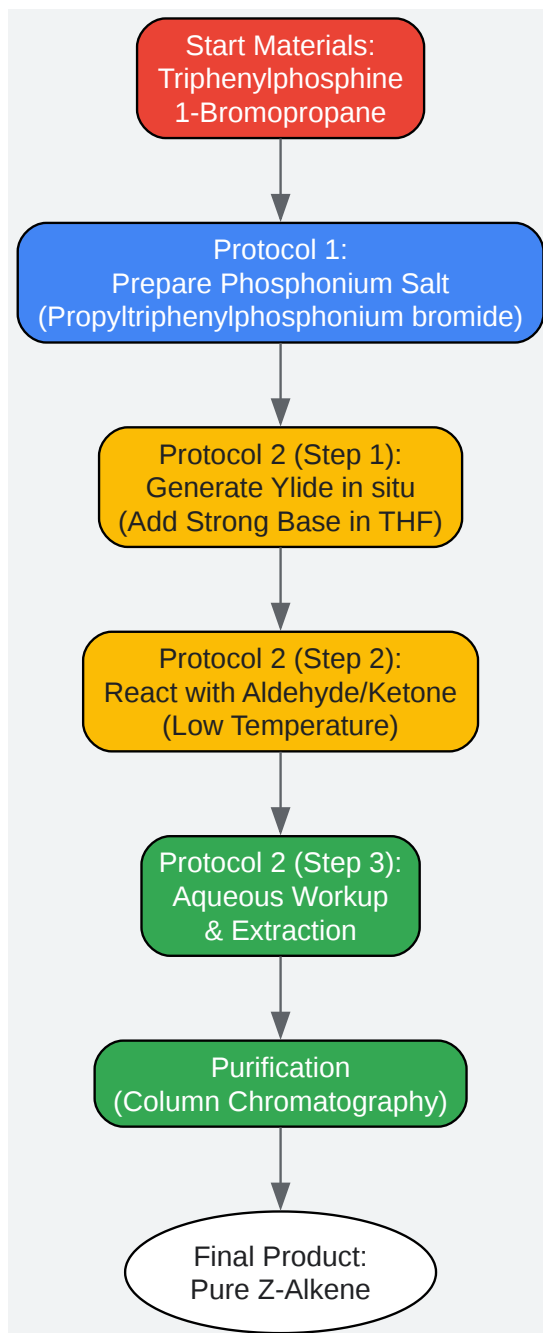 Start Materials:
Triphenylphosphine
1-Bromopropane
Protocol 1:
Prepare Phosphonium Salt
(Propyltriphenylphosphonium bromide)
Protocol 2 (Step 1):
Generate Ylide in situ
(Add Strong Base in THF)
Protocol 2 (Step 2):
React with Aldehyde/Ketone
(Low Temperature)
Protocol 2 (Step 3):
Aqueous Workup
& Extraction
Purification
(Column Chromatography)
Final Product:
Pure Z-Alkene